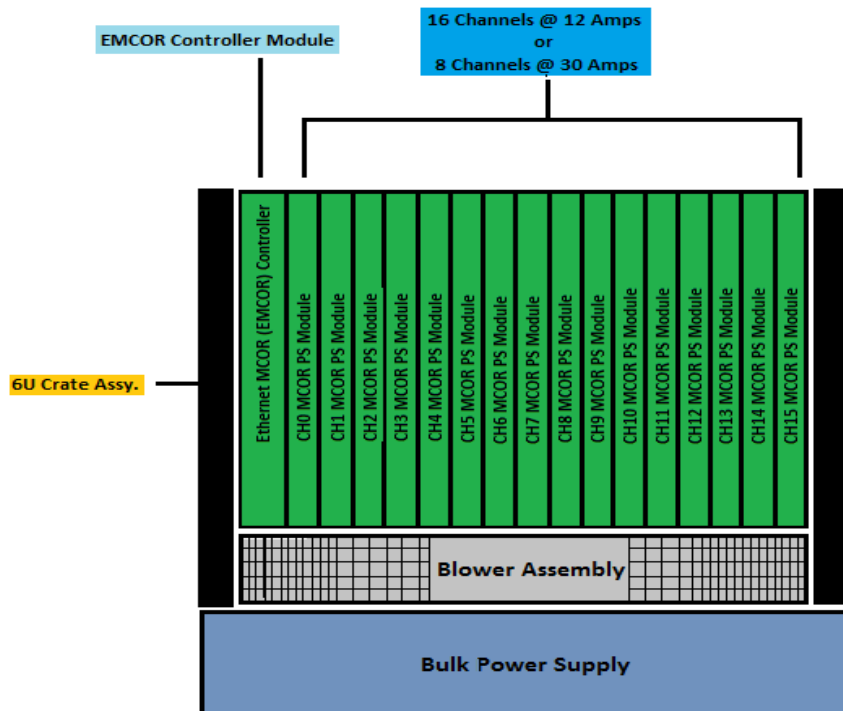 EMCOR Controller Module
16 Channels @ 12 Amps
or
8 Channels @ 30 Amps
6U Crate Assy.
Ethernet MCOR (EMCOR) Controller
CH0 MCOR PS Module
CH1 MCOR PS Module
CH2 MCOR PS Module
CH3 MCOR PS Module
CH4 MCOR PS Module
CH5 MCOR PS Module
CH6 MCOR PS Module
CH7 MCOR PS Module
CH8 MCOR PS Module
CH9 MCOR PS Module
CH10 MCOR PS Module
CH11 MCOR PS Module
CH12 MCOR PS Module
CH13 MCOR PS Module
CH14 MCOR PS Module
CH15 MCOR PS Module
Blower Assembly
Bulk Power Supply